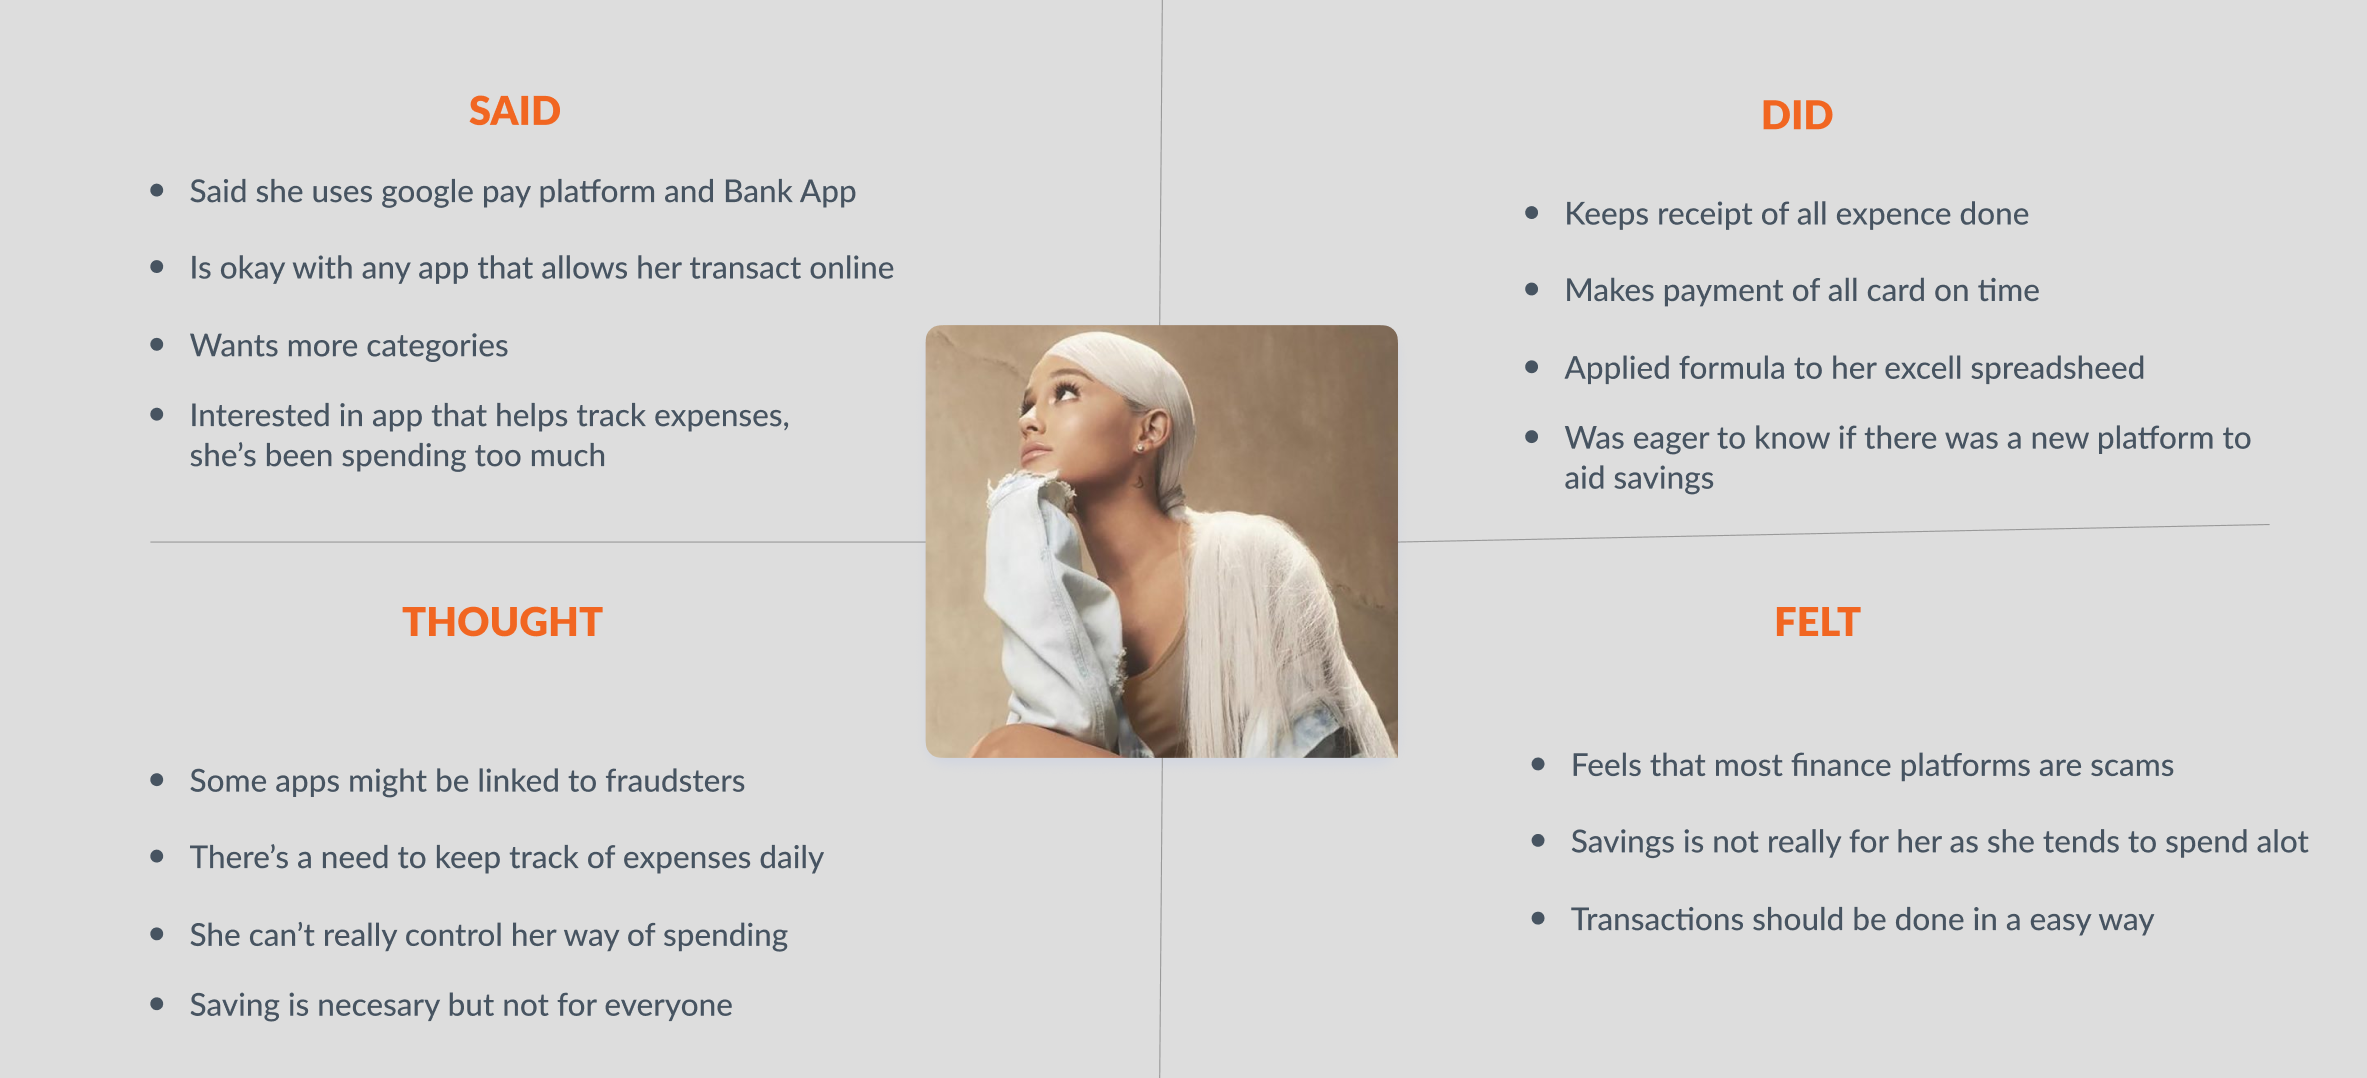 SAID
Said she uses google pay platform and Bank App
Is okay with any app that allows her transact online
Wants more categories
Interested in app that helps track expenses,
she’s been spending too much
DID
Keeps receipt of all expence done
Makes payment of all card on time
Applied formula to her excell spreadsheed
Was eager to know if there was a new platform to
aid savings
THOUGHT
Some apps might be linked to fraudsters
There’s a need to keep track of expenses daily
She can’t really control her way of spending
Saving is necesary but not for everyone
FELT
Feels that most finance platforms are scams
Savings is not really for her as she tends to spend alot
Transactions should be done in a easy way